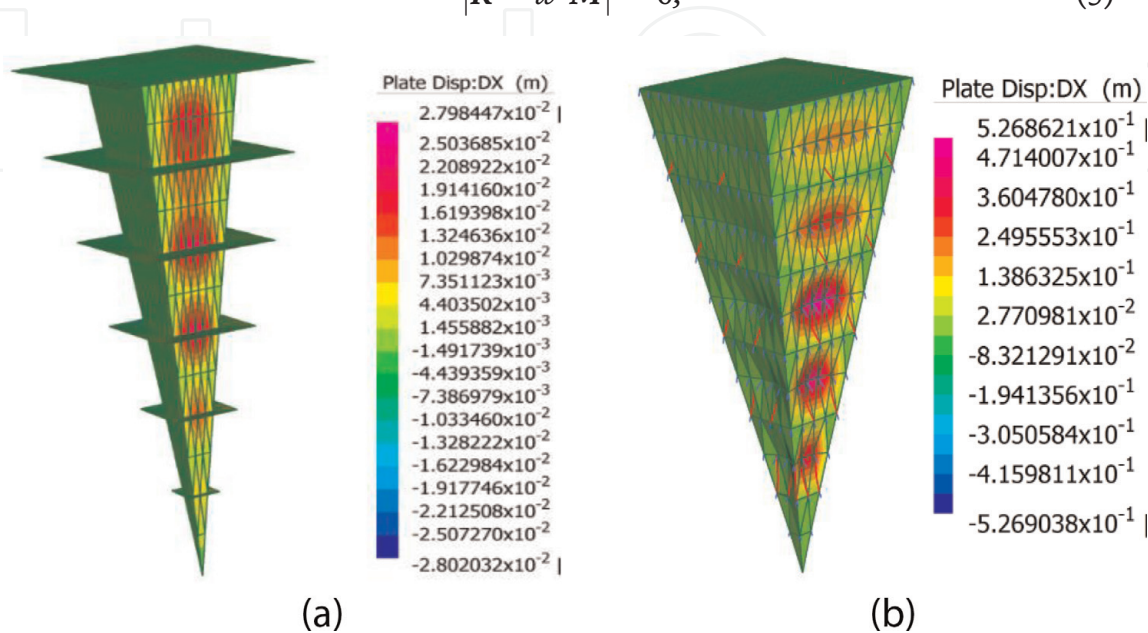 (5)
Plate Disp:DX (m)
2.798447x10⁻² |
2.503685x10⁻²
2.208922x10⁻²
1.914160x10⁻²
1.619398x10⁻²
1.324636x10⁻²
1.029874x10⁻²
7.351123x10⁻³
4.403502x10⁻³
1.455882x10⁻³
-1.491739x10⁻³
-4.439359x10⁻³
-7.386979x10⁻³
-1.033460x10⁻²
-1.328222x10⁻²
-1.622984x10⁻²
-1.917746x10⁻²
-2.212508x10⁻²
-2.507270x10⁻²
-2.802032x10⁻² |
(a)
Plate Disp:DX (m)
5.268621x10⁻¹ |
4.714007x10⁻¹
3.604780x10⁻¹
2.495553x10⁻¹
1.386325x10⁻¹
2.770981x10⁻²
-8.321291x10⁻²
-1.941356x10⁻¹
-3.050584x10⁻¹
-4.159811x10⁻¹
-5.269038x10⁻¹ |
(b)